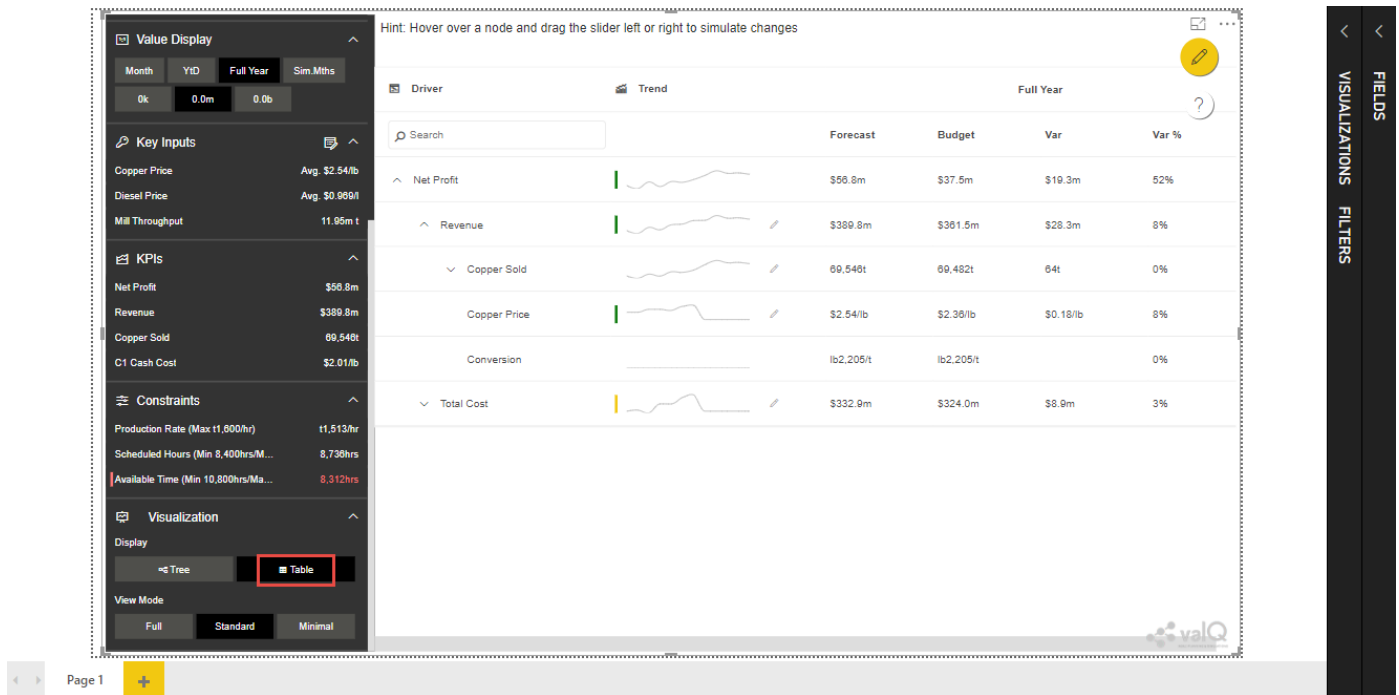 Value Display
Month YtD Full Year Sim.Mths
0k 0.0m 0.0b
Key Inputs
Copper Price Avg. $2.54/lb
Diesel Price Avg. $0.969/l
Mill Throughput 11.95m t
KPIs
Net Profit $56.8m
Revenue $389.8m
Copper Sold 69,546t
C1 Cash Cost $2.01/lb
Constraints
Production Rate (Max t1,600/hr) t1,513/hr
Scheduled Hours (Min 8,400hrs/M... 8,736hrs
Available Time (Min 10,800hrs/Ma... 8,312hrs
Visualization
Display
Tree Table
View Mode
Full Standard Minimal
Hint: Hover over a node and drag the slider left or right to simulate changes
Driver Trend Full Year
?
Search Forecast Budget Var Var %
Net Profit $56.8m $37.5m $19.3m 52%
Revenue $389.8m $361.5m $28.3m 8%
Copper Sold 69,546t 69,482t 64t 0%
Copper Price $2.54/lb $2.36/lb $0.18/lb 8%
Conversion lb2,205/t lb2,205/t 0%
Total Cost $332.9m $324.0m $8.9m 3%
valQ
VISUALIZATIONS
FILTERS
FIELDS
Page 1